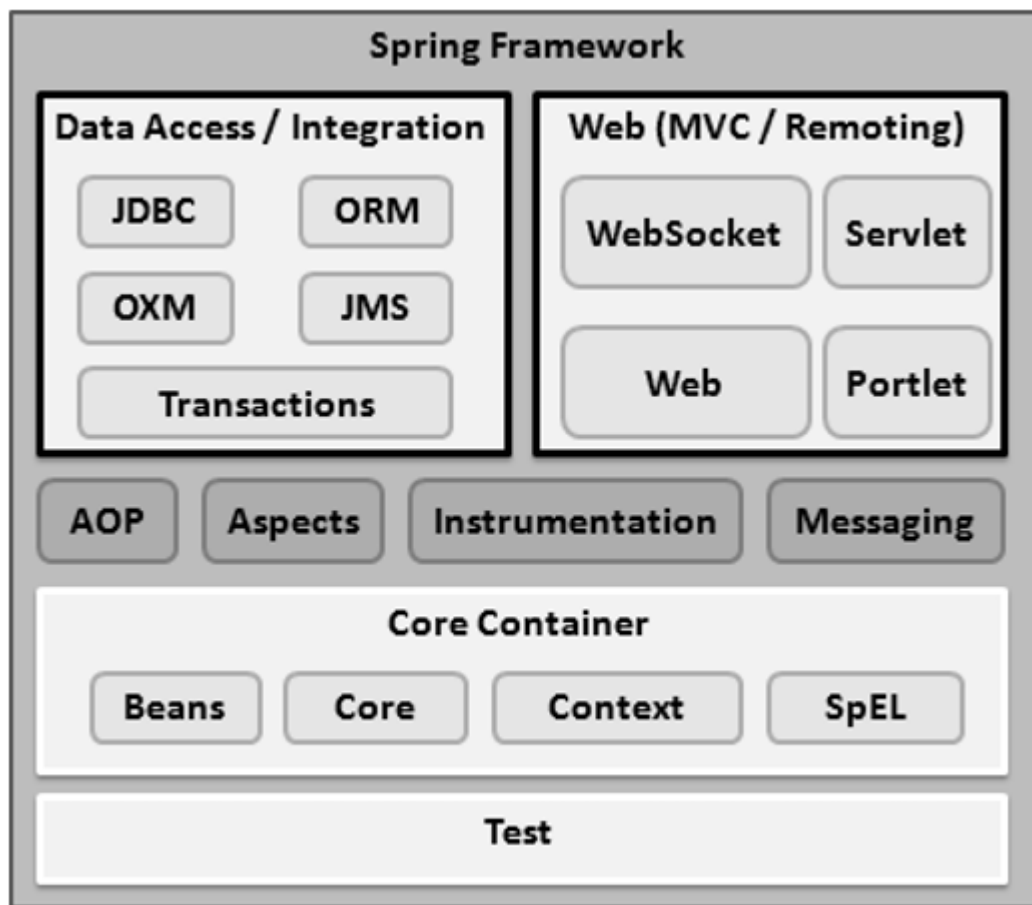 Spring Framework
Data Access / Integration
JDBC
ORM
OXM
JMS
Transactions
Web (MVC / Remoting)
WebSocket
Servlet
Web
Portlet
AOP
Aspects
Instrumentation
Messaging
Core Container
Beans
Core
Context
SpEL
Test